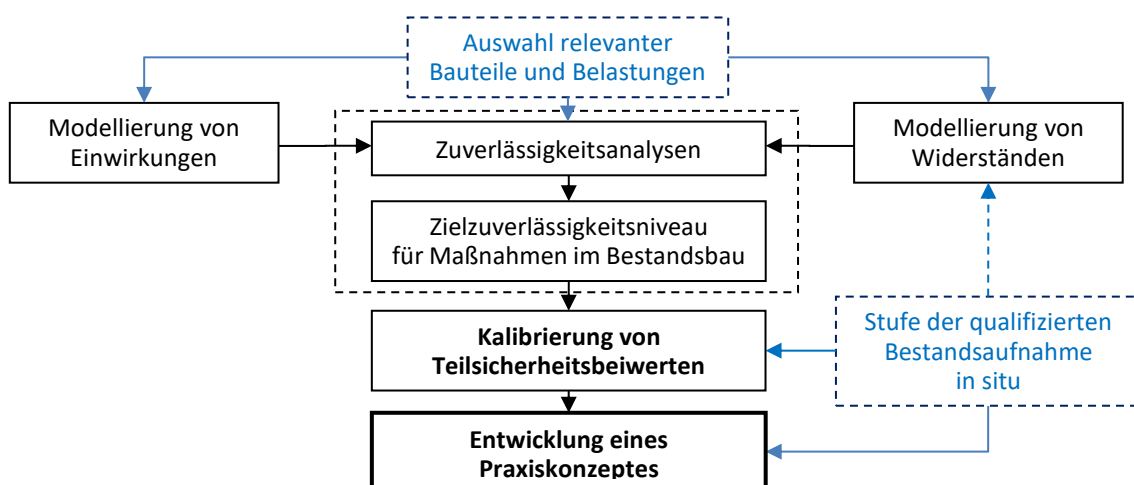 Auswahl relevanter
Bauteile und Belastungen
Modellierung von
Einwirkungen
Zuverlässigkeitsanalysen
Modellierung von
Widerständen
Zielzuverlässigkeitsniveau
für Maßnahmen im Bestandsbau
Kalibrierung von
Teilsicherheitsbeiwerten
Stufe der qualifizierten
Bestandsaufnahme
in situ
Entwicklung eines
Praxiskonzeptes